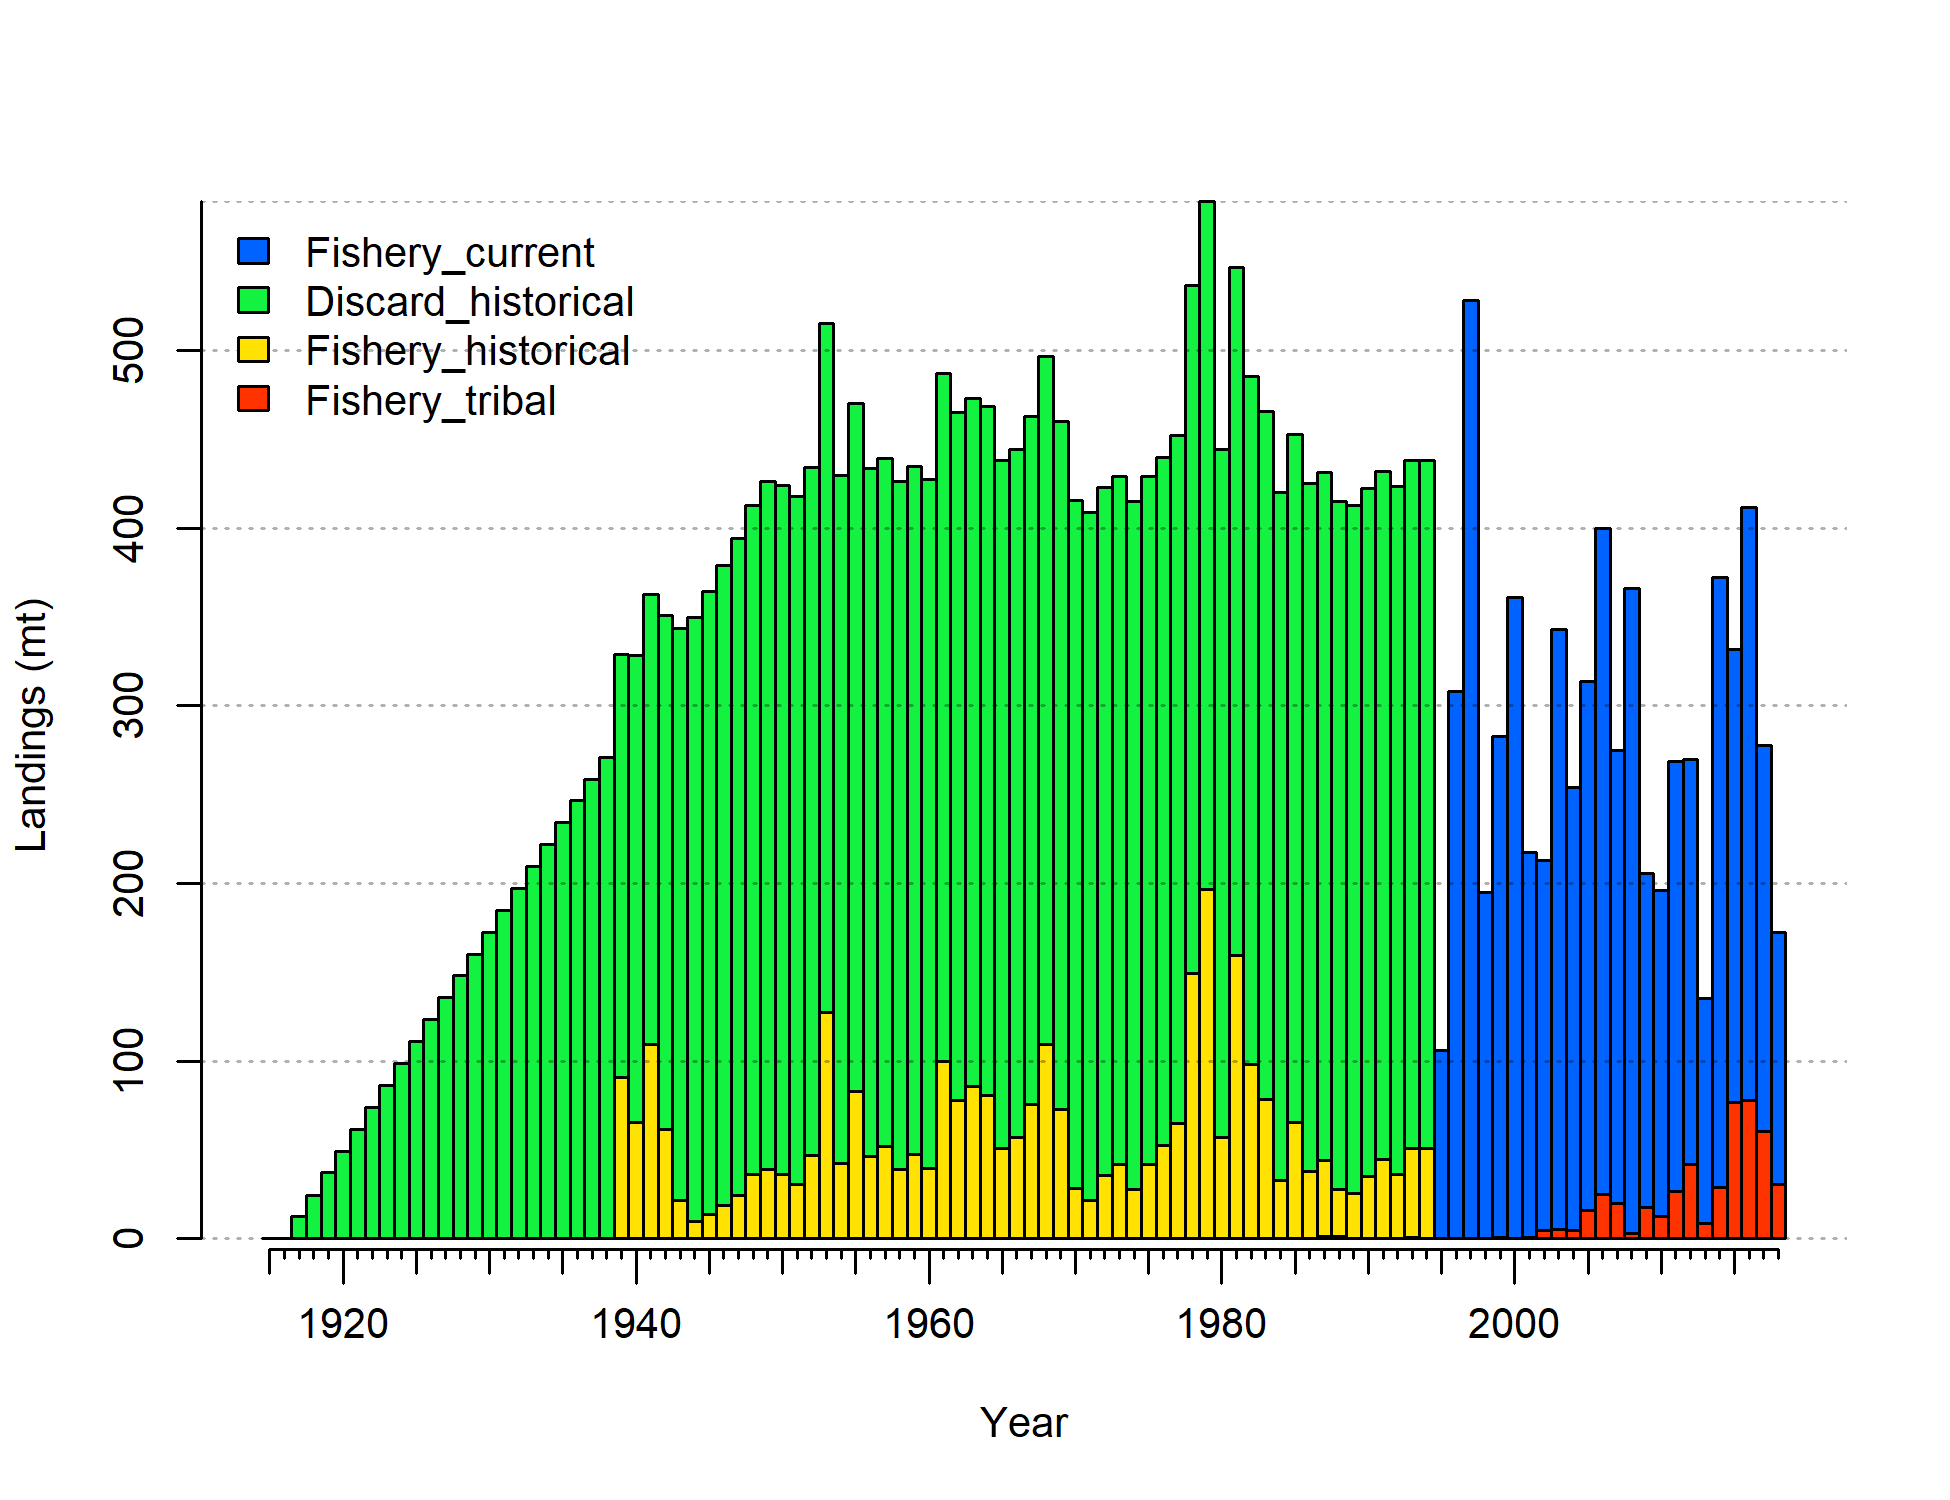 Fishery_current
Discard_historical
Fishery_historical
Fishery_tribal
500
400
300
200
100
0
Landings (mt)
1920 1940 1960 1980 2000
Year